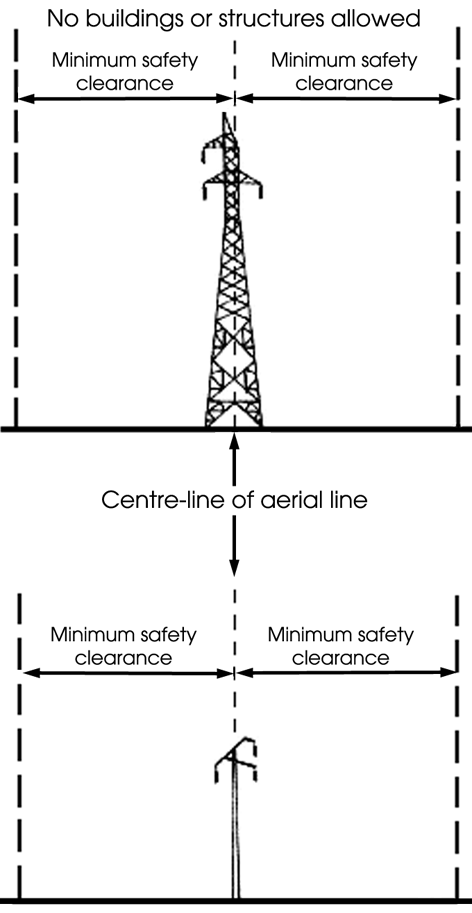 No buildings or structures allowed
Minimum safety
clearance
Minimum safety
clearance
Centre-line of aerial line
Minimum safety
clearance
Minimum safety
clearance